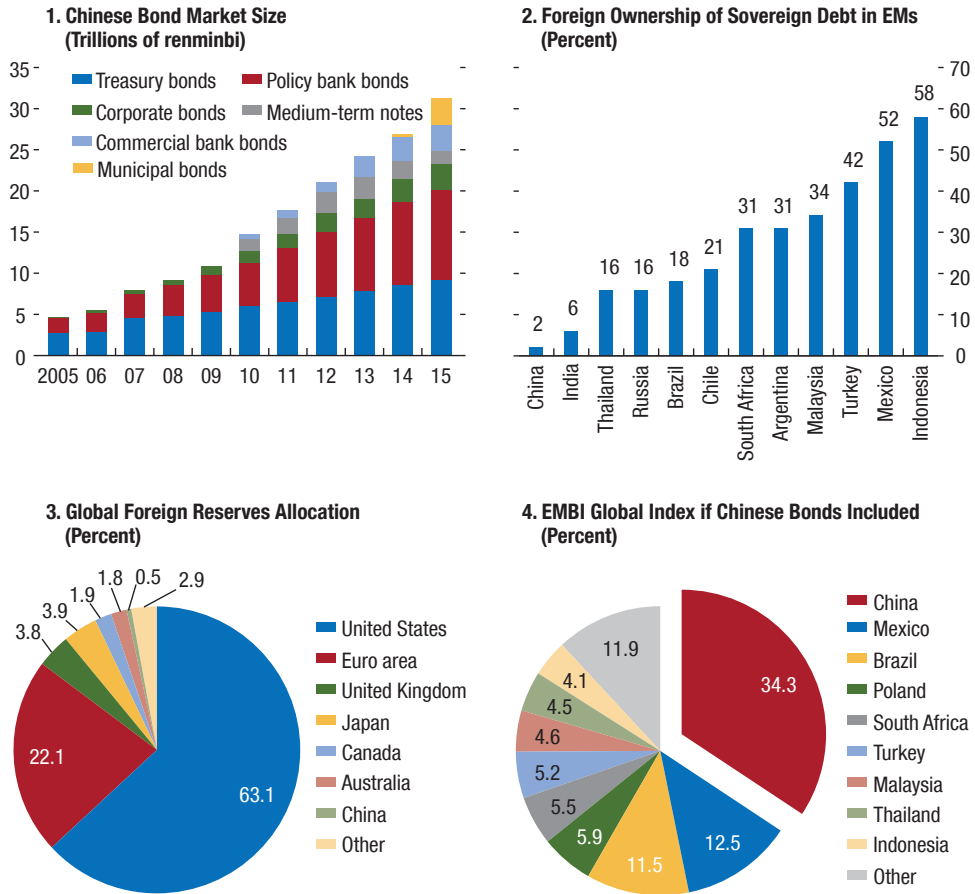 1. Chinese Bond Market Size
(Trillions of renminbi)
35
30
25
20
15
10
5
0
Treasury bonds
Policy bank bonds
Corporate bonds
Medium-term notes
Commercial bank bonds
Municipal bonds
2005 06 07 08 09 10 11 12 13 14 15
2. Foreign Ownership of Sovereign Debt in EMs
(Percent)
70
60
50
40
30
20
10
0
2 6 16 16 18 21 31 31 34 42 52 58
China
India
Thailand
Russia
Brazil
Chile
South Africa
Argentina
Malaysia
Turkey
Mexico
Indonesia
3. Global Foreign Reserves Allocation
(Percent)
3.8
3.9
1.9
1.8
0.5
2.9
22.1
63.1
United States
Euro area
United Kingdom
Japan
Canada
Australia
China
Other
4. EMBI Global Index if Chinese Bonds Included
(Percent)
34.3
12.5
11.5
5.9
5.5
5.2
4.6
4.5
4.1
11.9
China
Mexico
Brazil
Poland
South Africa
Turkey
Malaysia
Thailand
Indonesia
Other